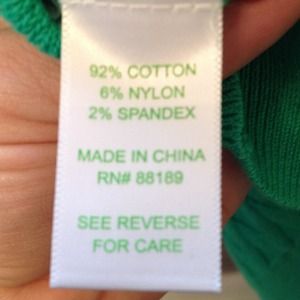 92% COTTON
6% NYLON
2% SPANDEX
MADE IN CHINA
RN# 88189
SEE REVERSE
FOR CARE